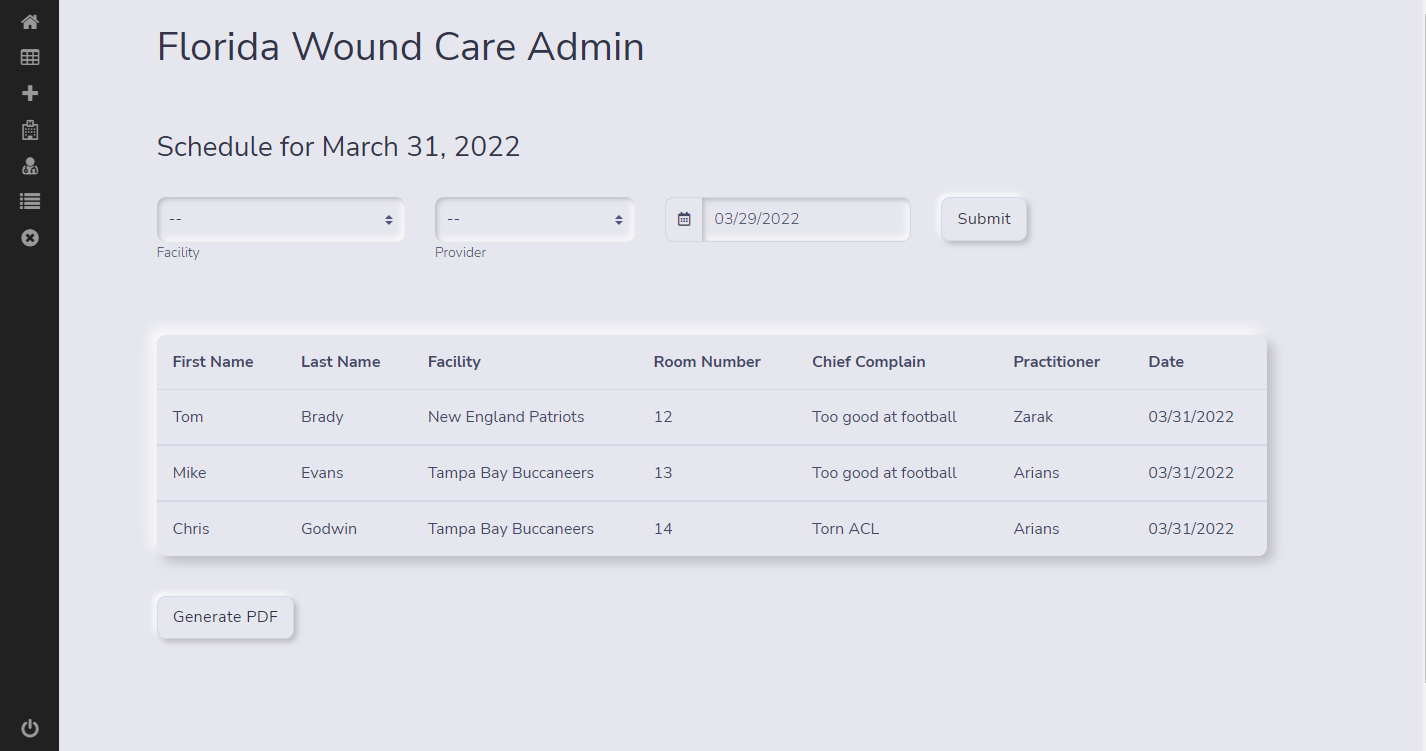 Florida Wound Care Admin
Schedule for March 31, 2022
-- -- 03/29/2022 Submit
Facility Provider
First Name Last Name Facility Room Number Chief Complain Practitioner Date
Tom Brady New England Patriots 12 Too good at football Zarak 03/31/2022
Mike Evans Tampa Bay Buccaneers 13 Too good at football Arians 03/31/2022
Chris Godwin Tampa Bay Buccaneers 14 Torn ACL Arians 03/31/2022
Generate PDF